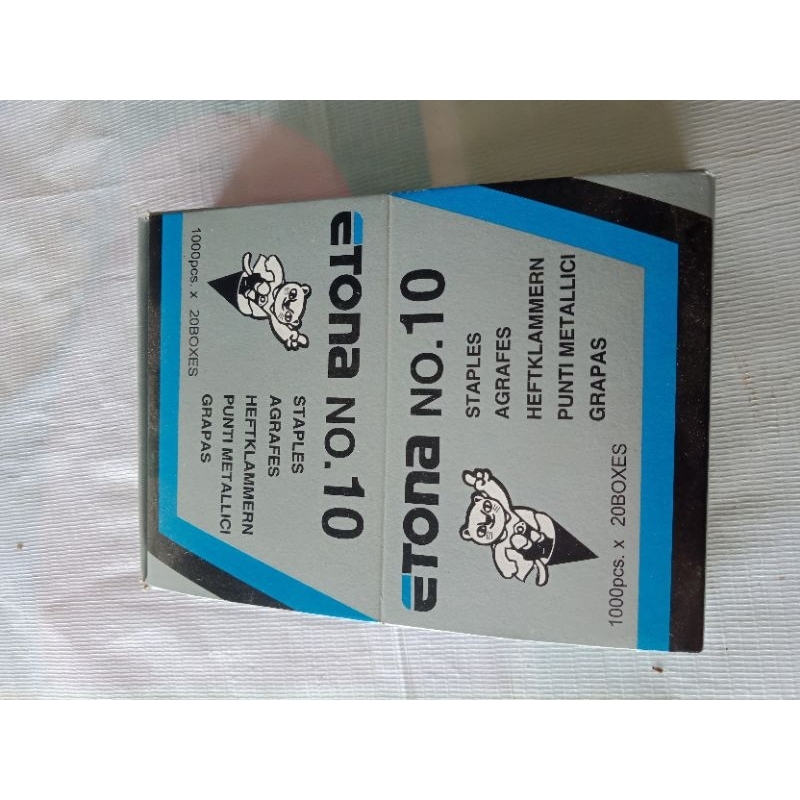 ETONA NO.10
STAPLES
AGRAFES
HEFTKLAMMERN
PUNTI METALLICI
GRAPAS
1000pcs. x 20BOXES
ETONA NO.10
STAPLES
AGRAFES
HEFTKLAMMERN
PUNTI METALLICI
GRAPAS
1000pcs. x 20BOXES